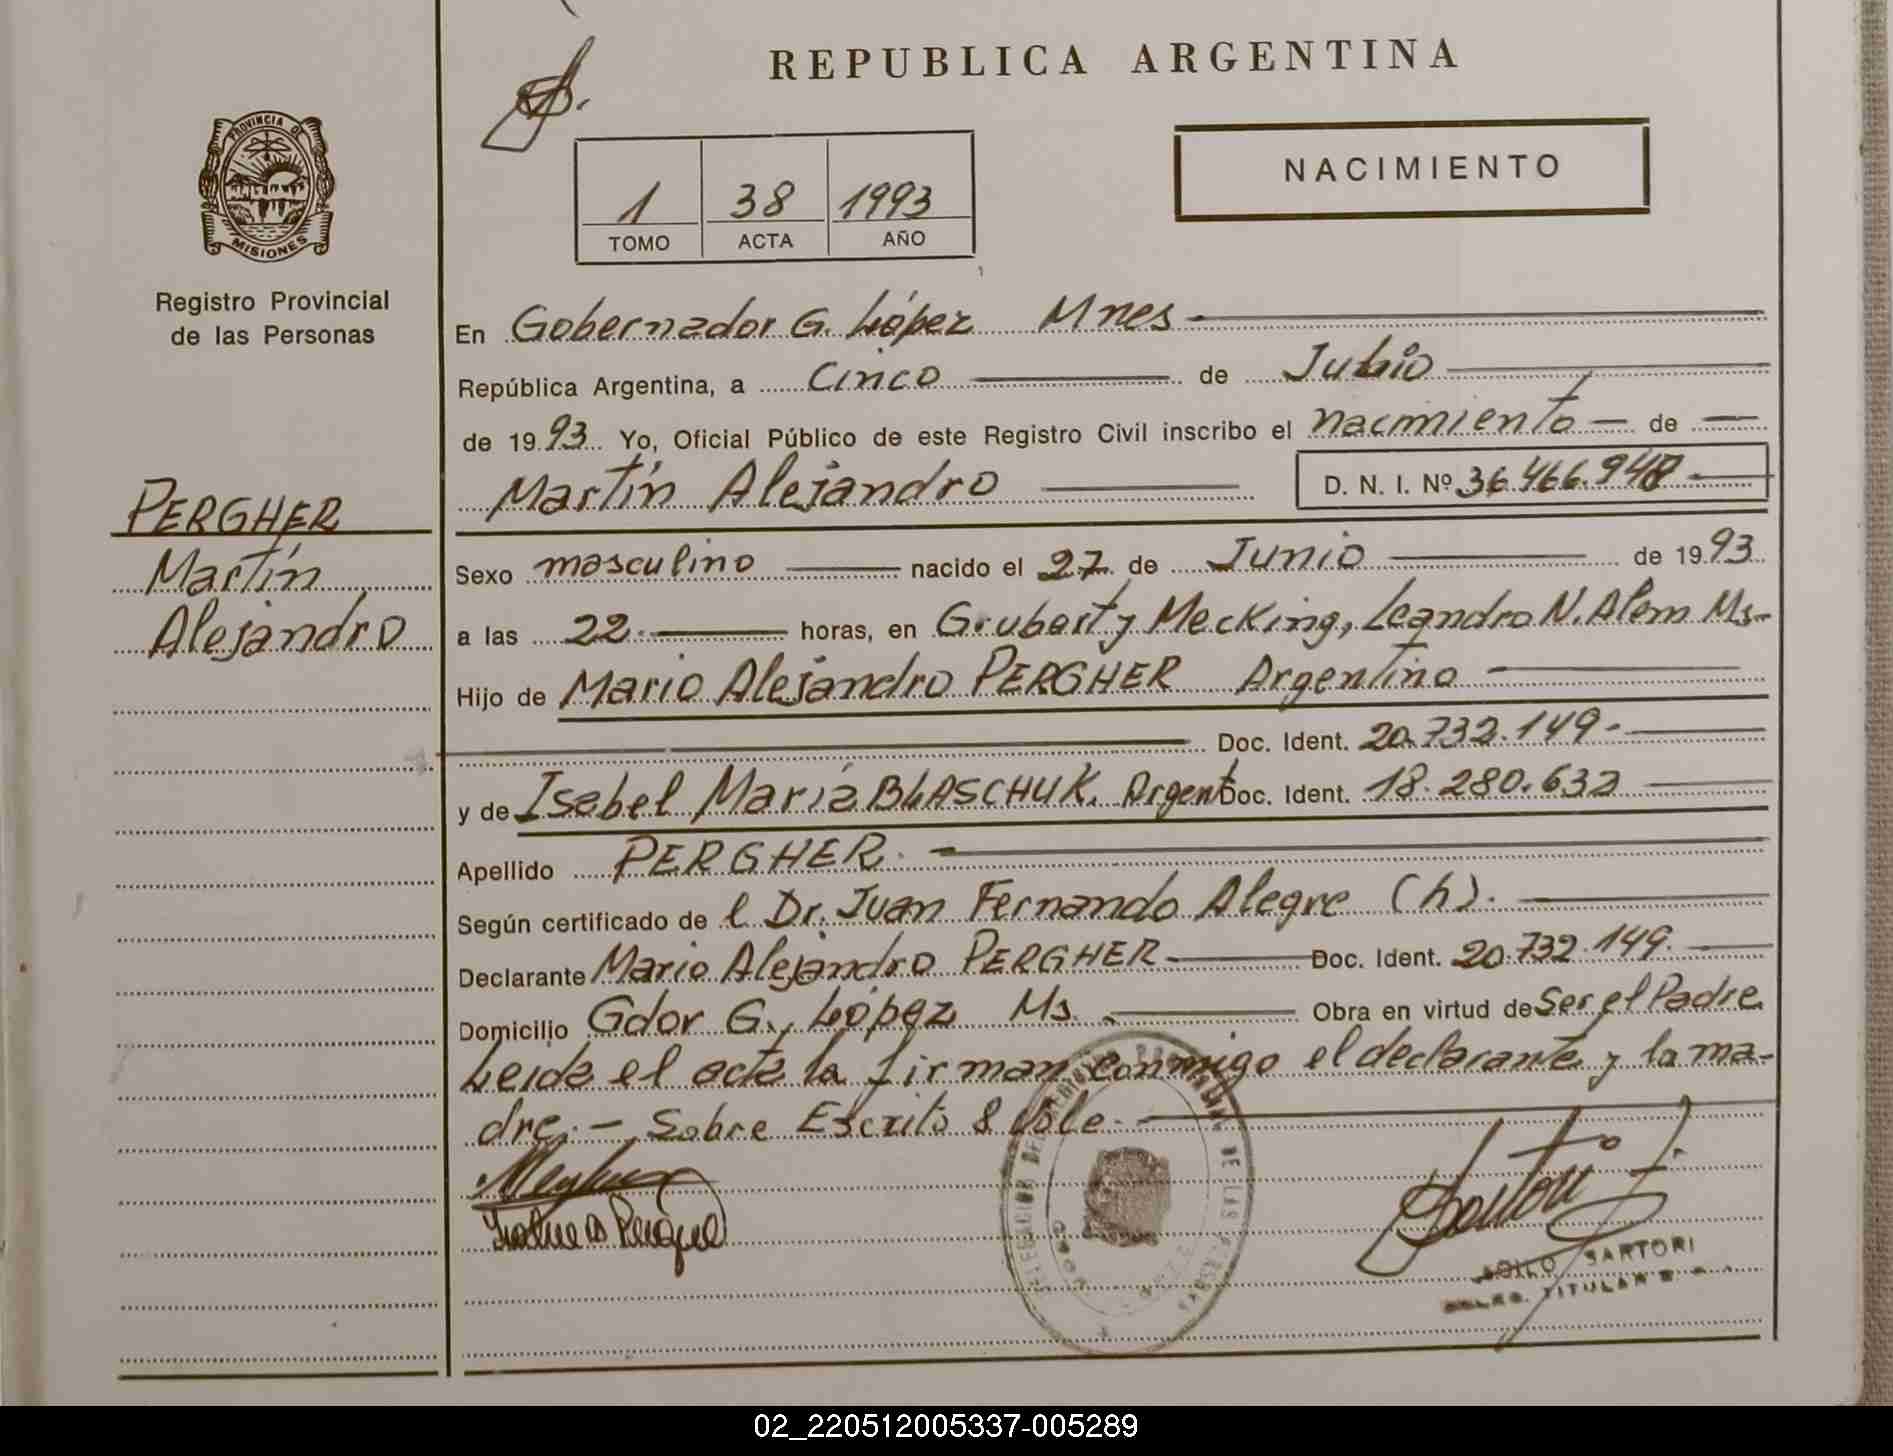 REPUBLICA ARGENTINA
PROVINCIA DE
MISIONES
Registro Provincial
de las Personas
1 38 1993
TOMO ACTA AÑO
NACIMIENTO
PERGHER
Martín
Alejandro
En Gobernador G. López Mnes
República Argentina, a Cinco de Julio
de 1993 Yo, Oficial Público de este Registro Civil inscribo el nacmiento de
Martín Alejandro D. N. I. Nº 36.466.948
Sexo masculino nacido el 27 de Junio de 1993
a las 22 horas, en Grubert y Mecking, Leandro N. Alem Ms-
Hijo de Mario Alejandro PERGHER Argentino
Doc. Ident. 20.732.149-
y de Isabel María BLASCHUK. Argent Doc. Ident. 18.280.632
Apellido PERGHER.
Según certificado de l Dr. Juan Fernando Alegre (h).
Declarante Mario Alejandro PERGHER Doc. Ident. 20.732.149.
Domicilio Gdor G. López Ms. Obra en virtud de Ser el Padre
Leida el acta la firman conmigo el declarante y la ma-
dre.- Sobre Escrito 8 Vale.-
SARTORI
TITULAR
02_220512005337-005289